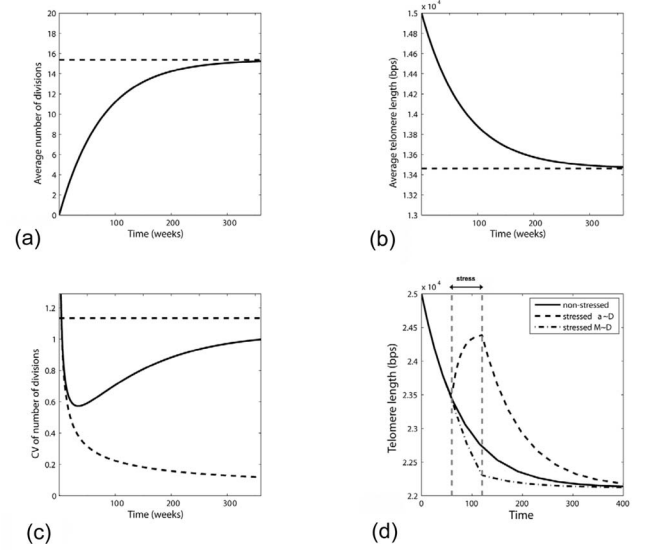 20
18
16
14
12
10
8
6
4
2
0
100
200
300
Average number of divisions
Time (weeks)
(a)
x 10⁴
1.5
1.48
1.46
1.44
1.42
1.4
1.38
1.36
1.34
1.32
1.3
100
200
300
Average telomere length (bps)
Time (weeks)
(b)
1.2
1
0.8
0.6
0.4
0.2
0
100
200
300
CV of number of divisions
Time (weeks)
(c)
stress
x 10⁴
2.5
2.45
2.4
2.35
2.3
2.25
2.2
0
100
200
300
400
non-stressed
stressed a~D
stressed M~D
Telomere length (bps)
Time
(d)